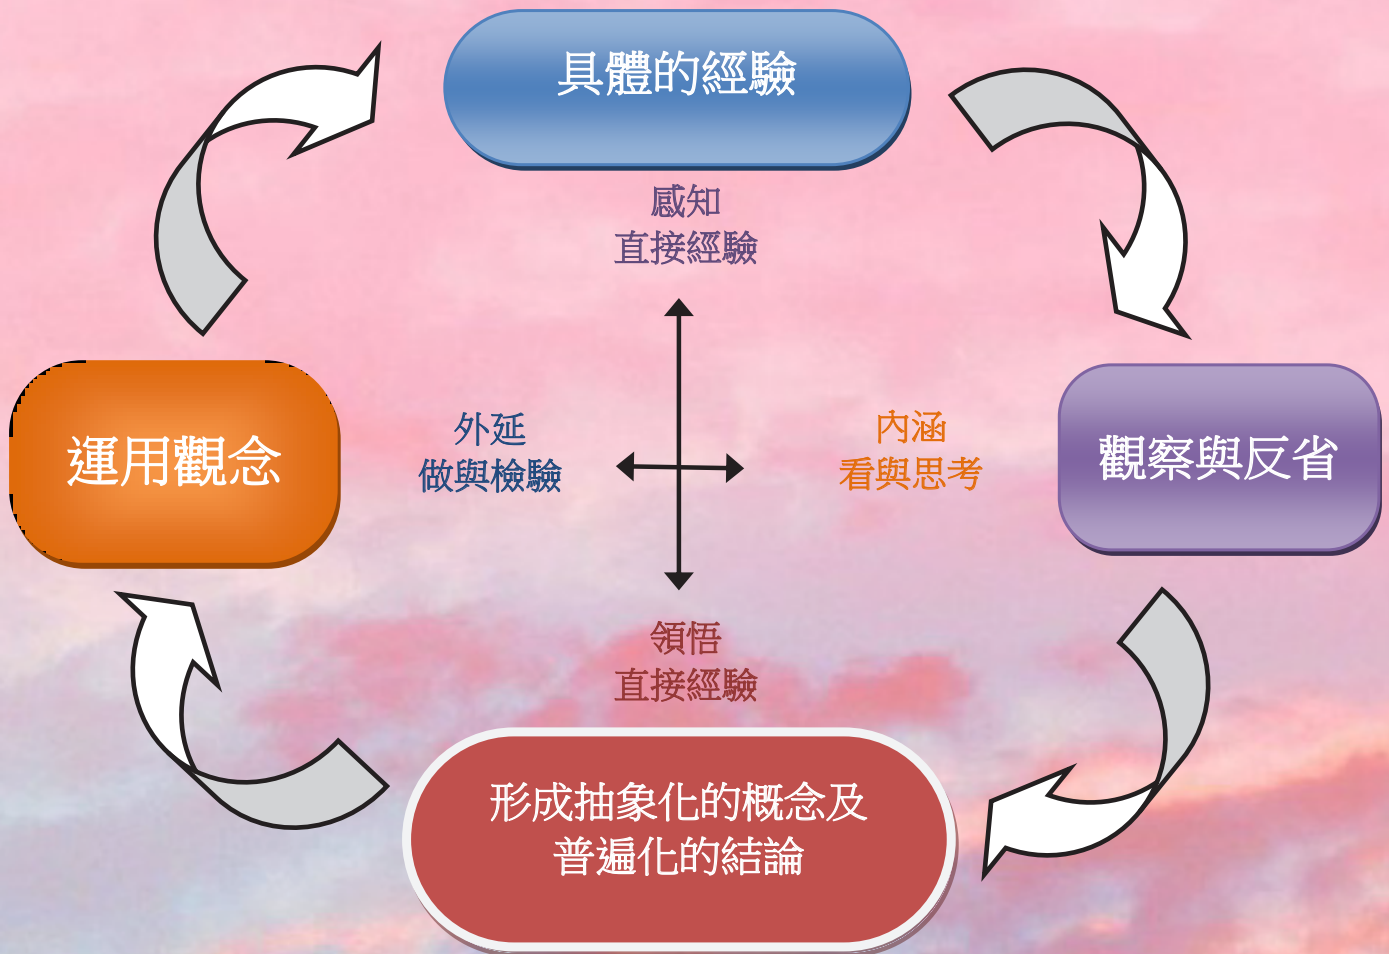 具體的經驗
感知
直接經驗
運用觀念
外延
做與檢驗
內涵
看與思考
觀察與反省
領悟
直接經驗
形成抽象化的概念及
普遍化的結論